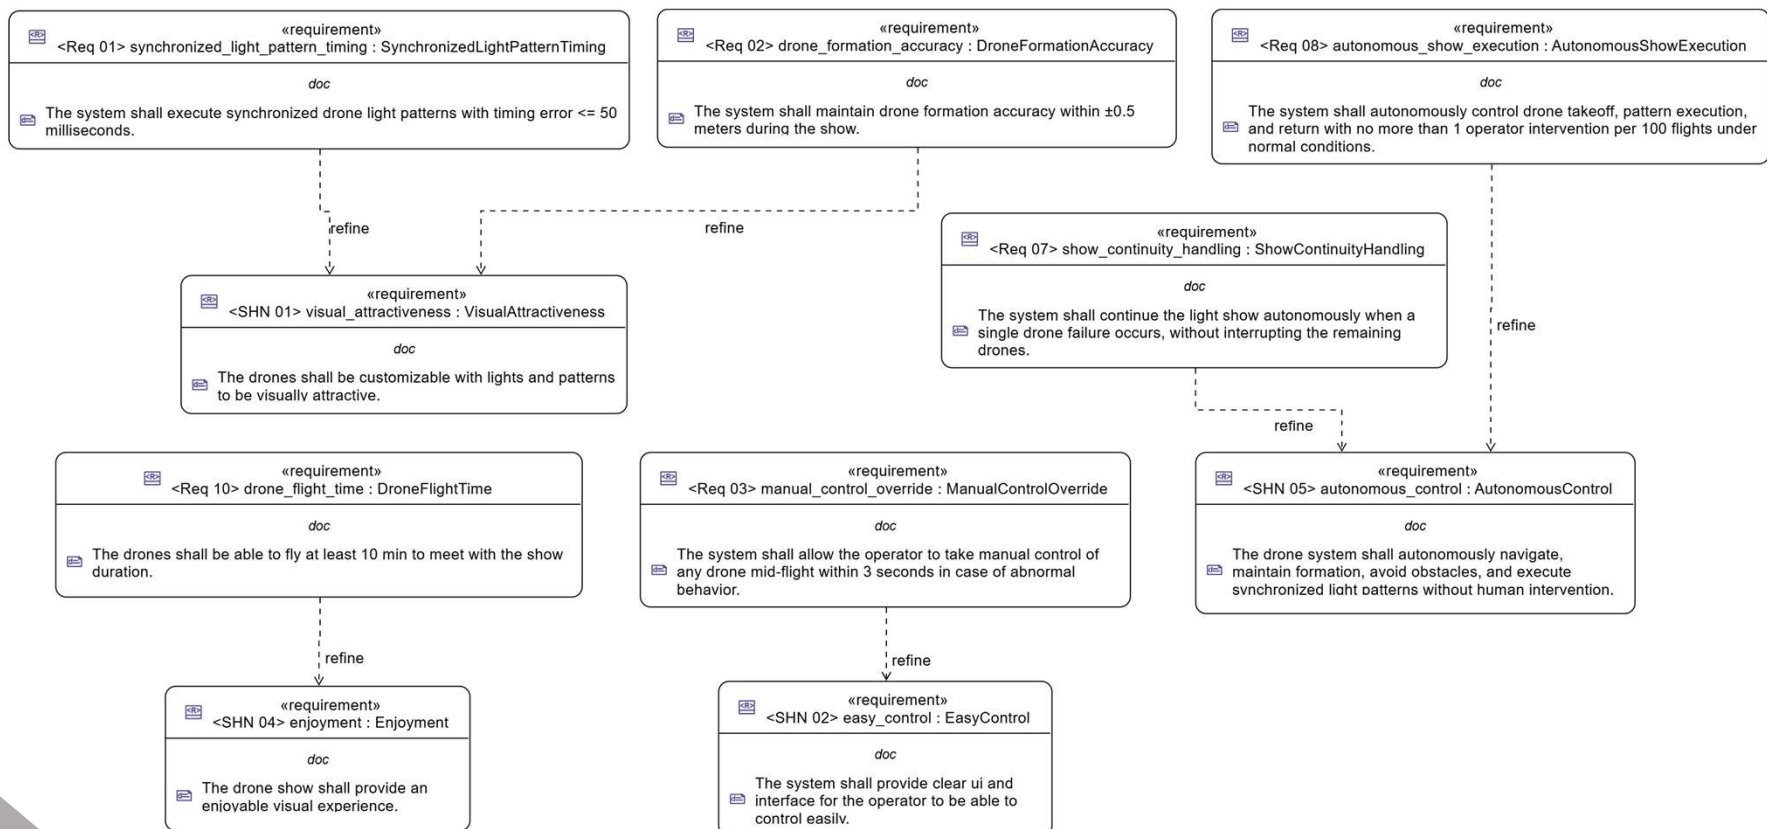 «requirement»
<Req 01> synchronized_light_pattern_timing : SynchronizedLightPatternTiming
doc
The system shall execute synchronized drone light patterns with timing error <= 50
milliseconds.
«requirement»
<Req 02> drone_formation_accuracy : DroneFormationAccuracy
doc
The system shall maintain drone formation accuracy within ±0.5
meters during the show.
«requirement»
<Req 08> autonomous_show_execution : AutonomousShowExecution
doc
The system shall autonomously control drone takeoff, pattern execution,
and return with no more than 1 operator intervention per 100 flights under
normal conditions.
refine
refine
«requirement»
<Req 07> show_continuity_handling : ShowContinuityHandling
doc
The system shall continue the light show autonomously when a
single drone failure occurs, without interrupting the remaining
drones.
refine
«requirement»
<SHN 01> visual_attractiveness : VisualAttractiveness
doc
The drones shall be customizable with lights and patterns
to be visually attractive.
refine
«requirement»
<Req 10> drone_flight_time : DroneFlightTime
doc
The drones shall be able to fly at least 10 min to meet with the show
duration.
«requirement»
<Req 03> manual_control_override : ManualControlOverride
doc
The system shall allow the operator to take manual control of
any drone mid-flight within 3 seconds in case of abnormal
behavior.
«requirement»
<SHN 05> autonomous_control : AutonomousControl
doc
The drone system shall autonomously navigate,
maintain formation, avoid obstacles, and execute
synchronized light patterns without human intervention.
refine
refine
«requirement»
<SHN 04> enjoyment : Enjoyment
doc
The drone show shall provide an
enjoyable visual experience.
«requirement»
<SHN 02> easy_control : EasyControl
doc
The system shall provide clear ui and
interface for the operator to be able to
control easily.